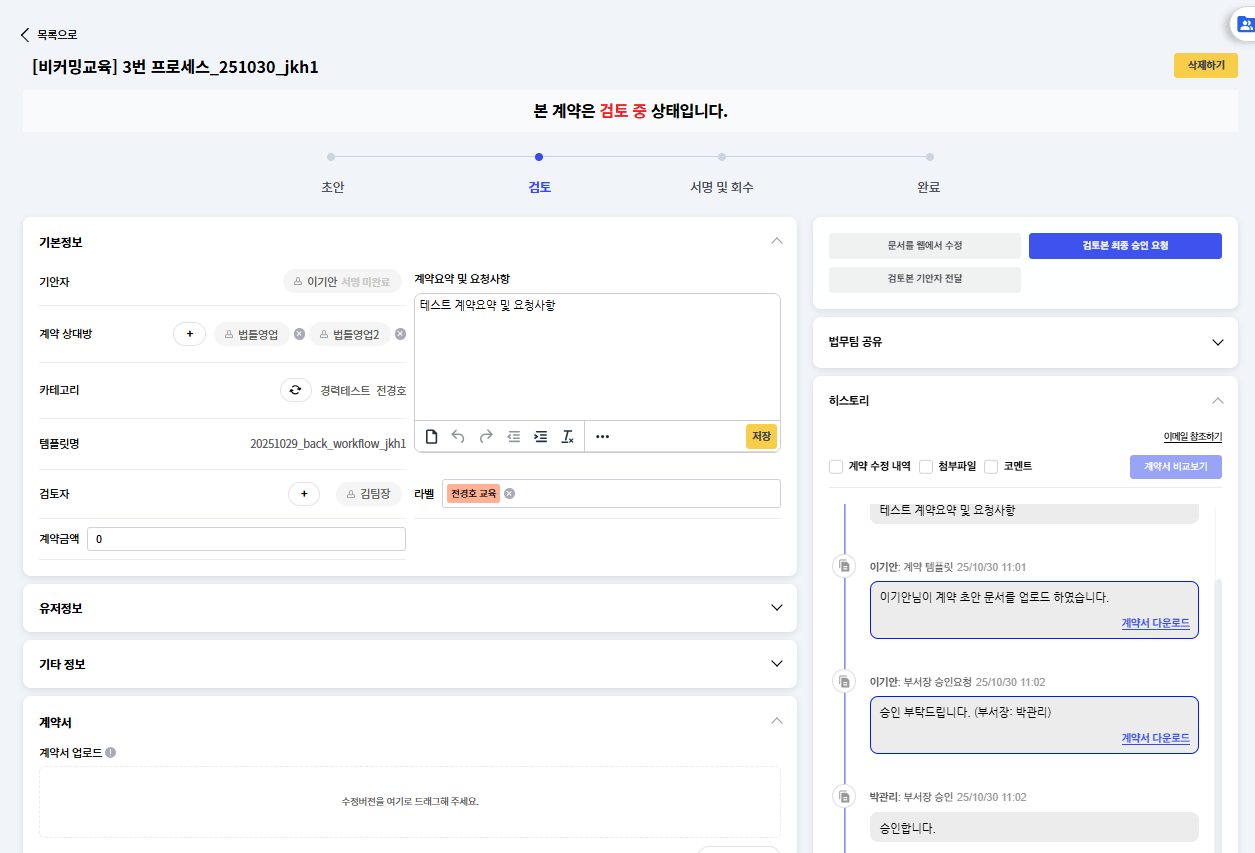 목록으로
[비커밍교육] 3번 프로세스_251030_jkh1
삭제하기
본 계약은 검토 중 상태입니다.
초안
검토
서명 및 회수
완료
기본정보
기안자
이기안 서명 미완료
계약 상대방
+
법틀영업
법틀영업2
카테고리
경력테스트 전경호
템플릿명
20251029_back_workflow_jkh1
검토자
+
김팀장
계약금액
0
계약요약 및 요청사항
테스트 계약요약 및 요청사항
저장
라벨
전경호 교육
유저정보
기타 정보
계약서
계약서 업로드
수정버전을 여기로 드래그해 주세요.
문서를 웹에서 수정
검토본 최종 승인 요청
검토본 기안자 전달
법무팀 공유
히스토리
이메일 참조하기
계약 수정 내역
첨부파일
코멘트
계약서 비교보기
테스트 계약요약 및 요청사항
이기안: 계약 템플릿 25/10/30 11:01
이기안님이 계약 초안 문서를 업로드 하였습니다.
계약서 다운로드
이기안: 부서장 승인요청 25/10/30 11:02
승인 부탁드립니다. (부서장: 박관리)
계약서 다운로드
박관리: 부서장 승인 25/10/30 11:02
승인합니다.